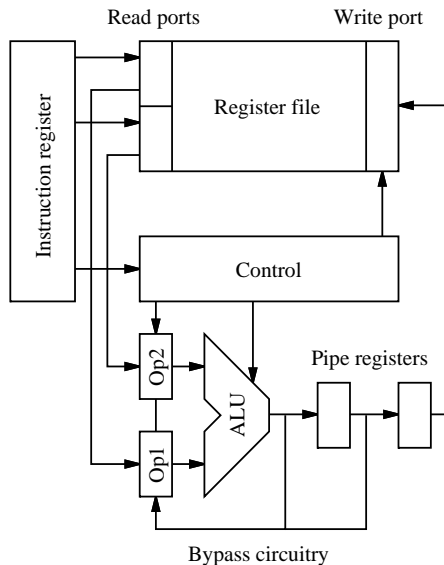 Read ports
Write port
Instruction register
Register file
Control
Op2
Pipe registers
ALU
Op1
Bypass circuitry